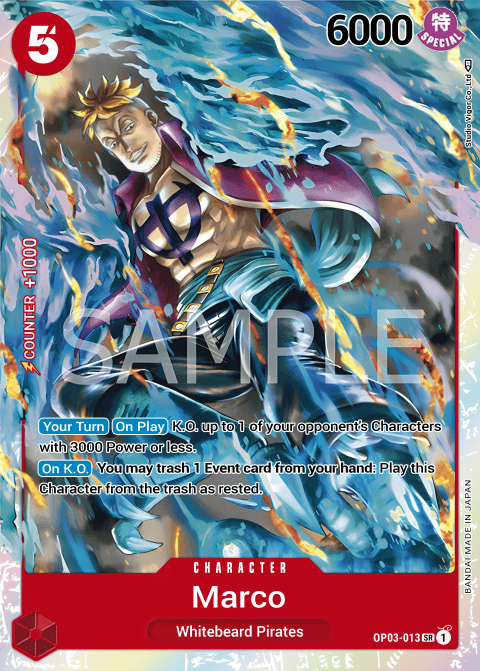 5
6000
特
SPECIAL
Studio Vigor Co.,Ltd
COUNTER +1000
SAMPLE
Your Turn On Play K.O. up to 1 of your opponent's Characters
with 3000 Power or less.
On K.O. You may trash 1 Event card from your hand: Play this
Character from the trash as rested.
BANDAI MADE IN JAPAN
CHARACTER
Marco
Whitebeard Pirates
OP03-013 SR 1